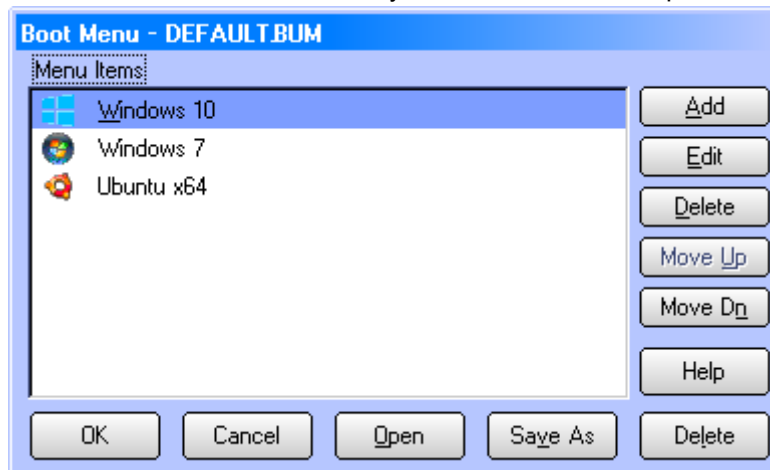 Boot Menu - DEFAULT.BUM
Menu Items
Windows 10
Windows 7
Ubuntu x64
Add
Edit
Delete
Move Up
Move Dn
Help
OK
Cancel
Open
Save As
Delete